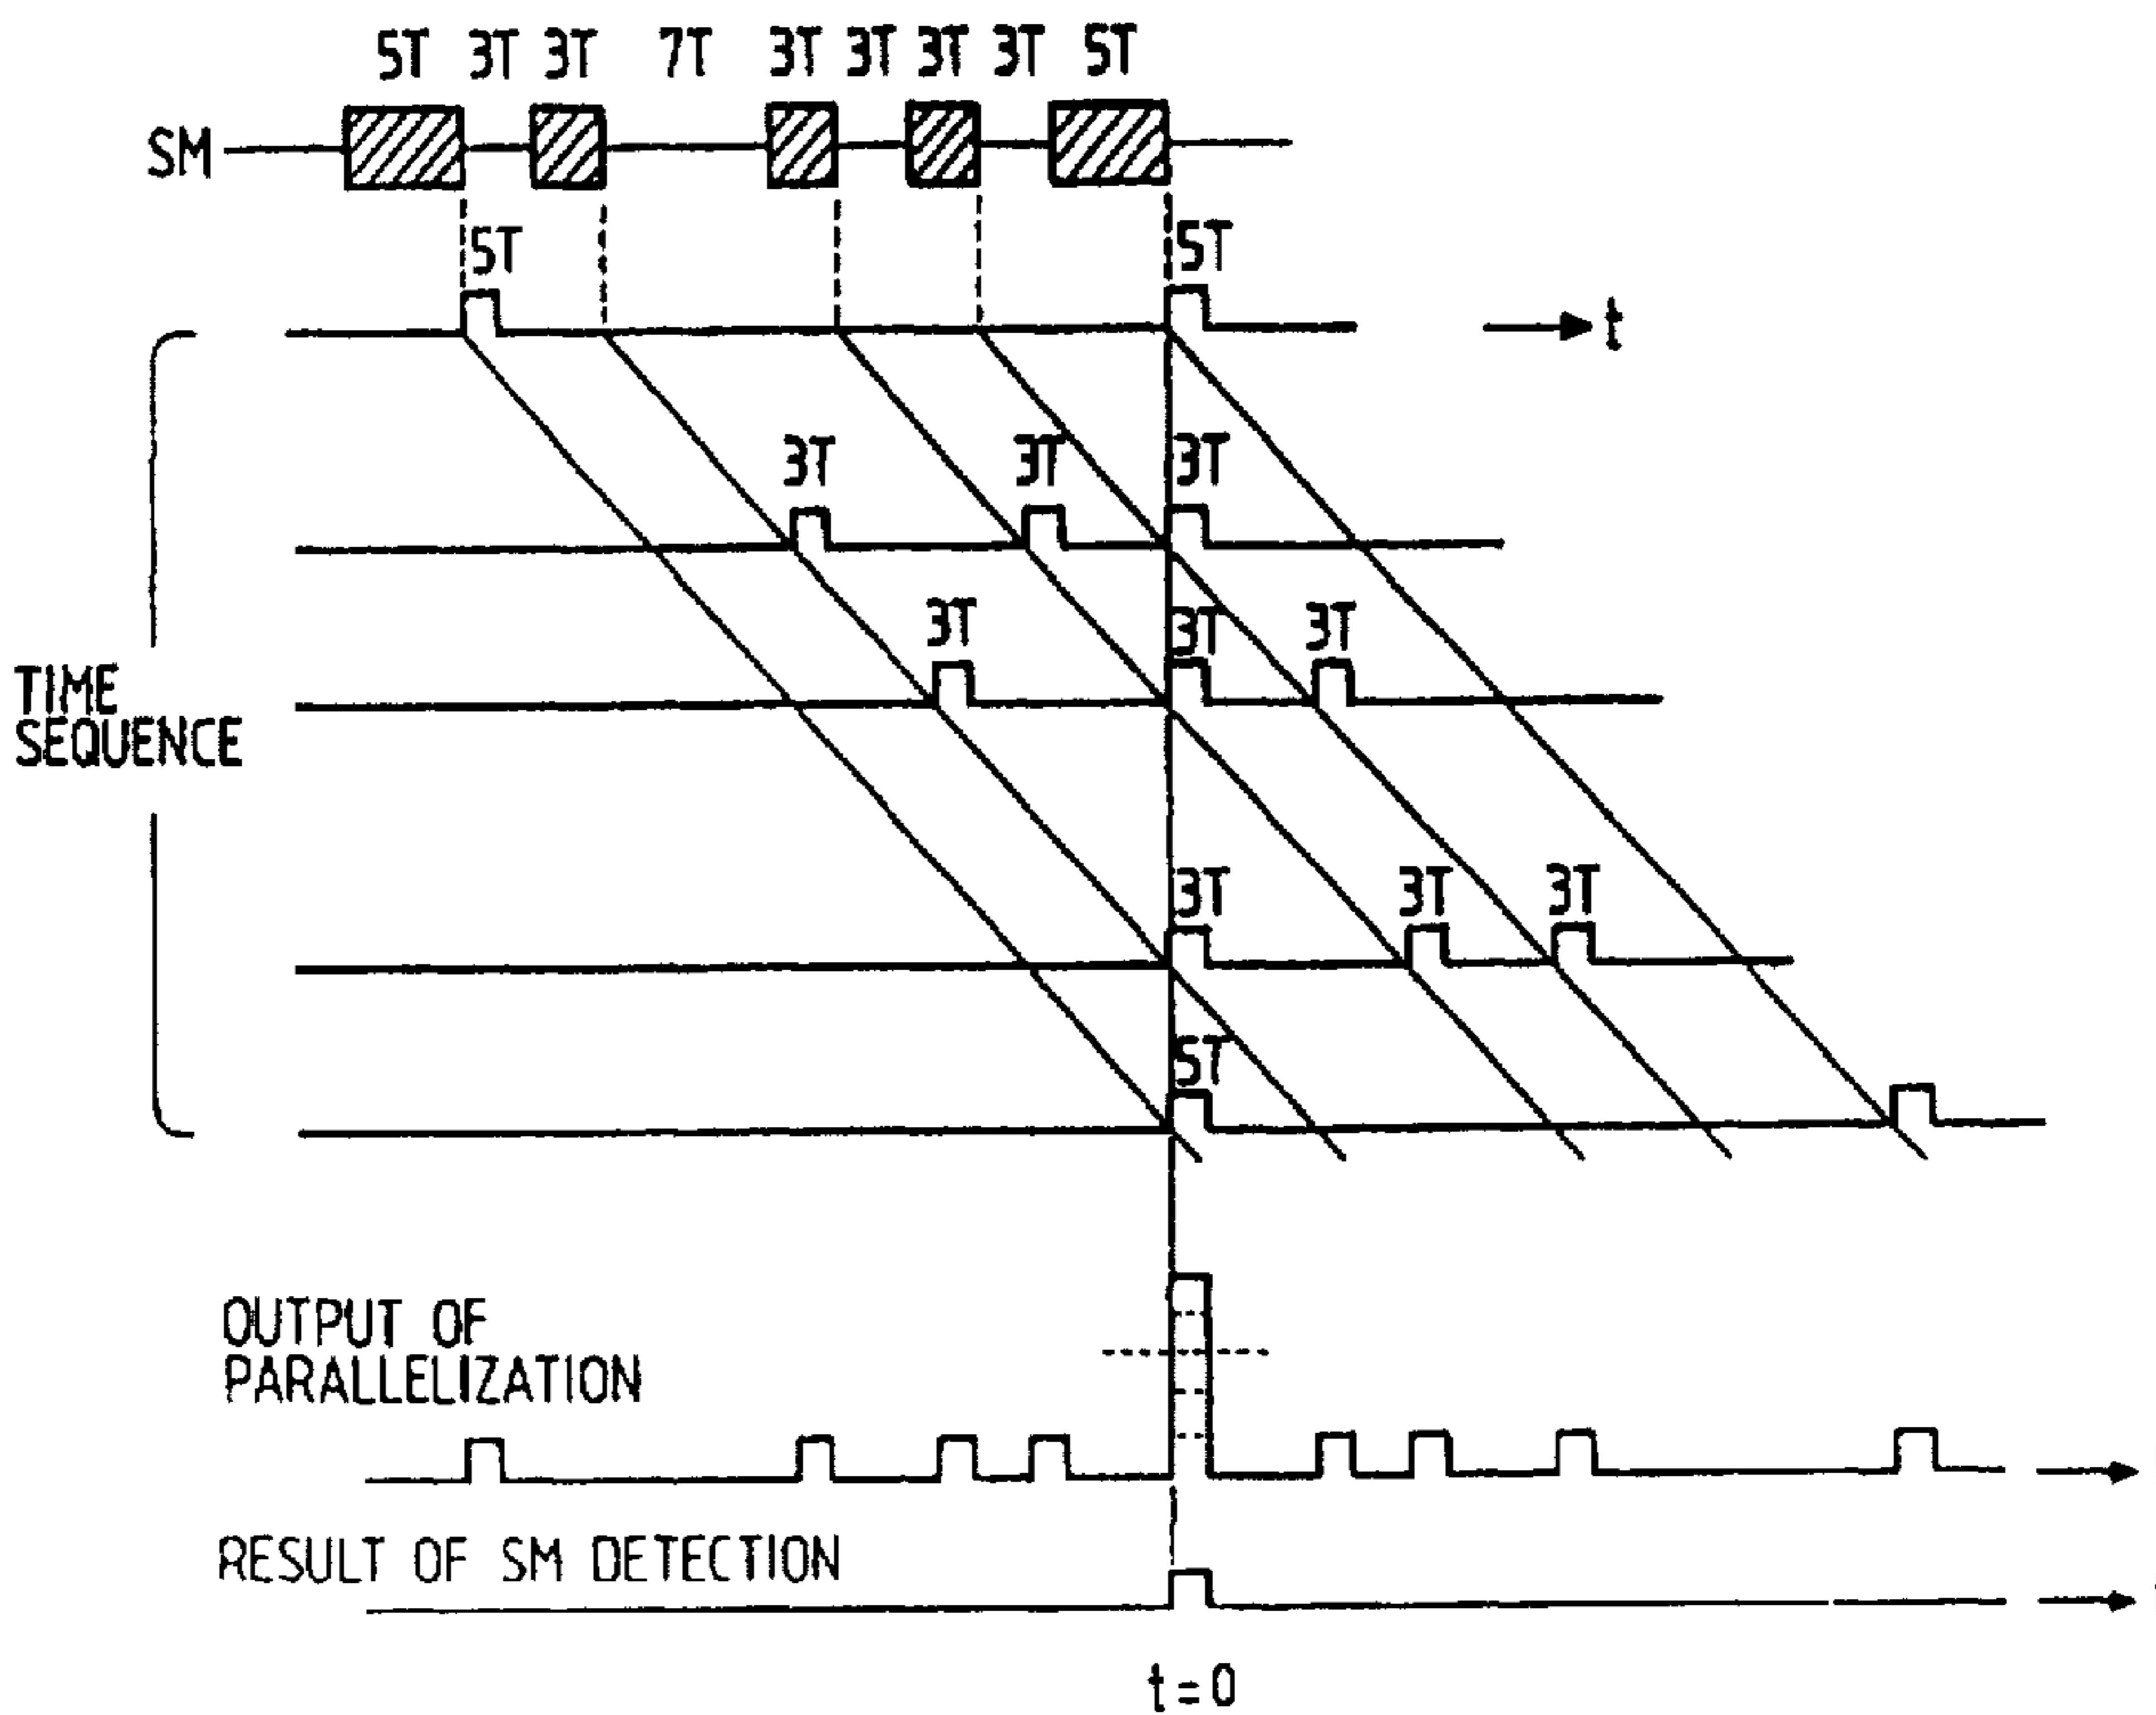 5T 3T 3T 7T 3T 3T 3T 3T 5T
SM
5T 5T
t
3T 3T 3T
3T 3T 3T
TIME
SEQUENCE
3T 3T 3T
5T
OUTPUT OF
PARALLELIZATION
RESULT OF SM DETECTION
t=0